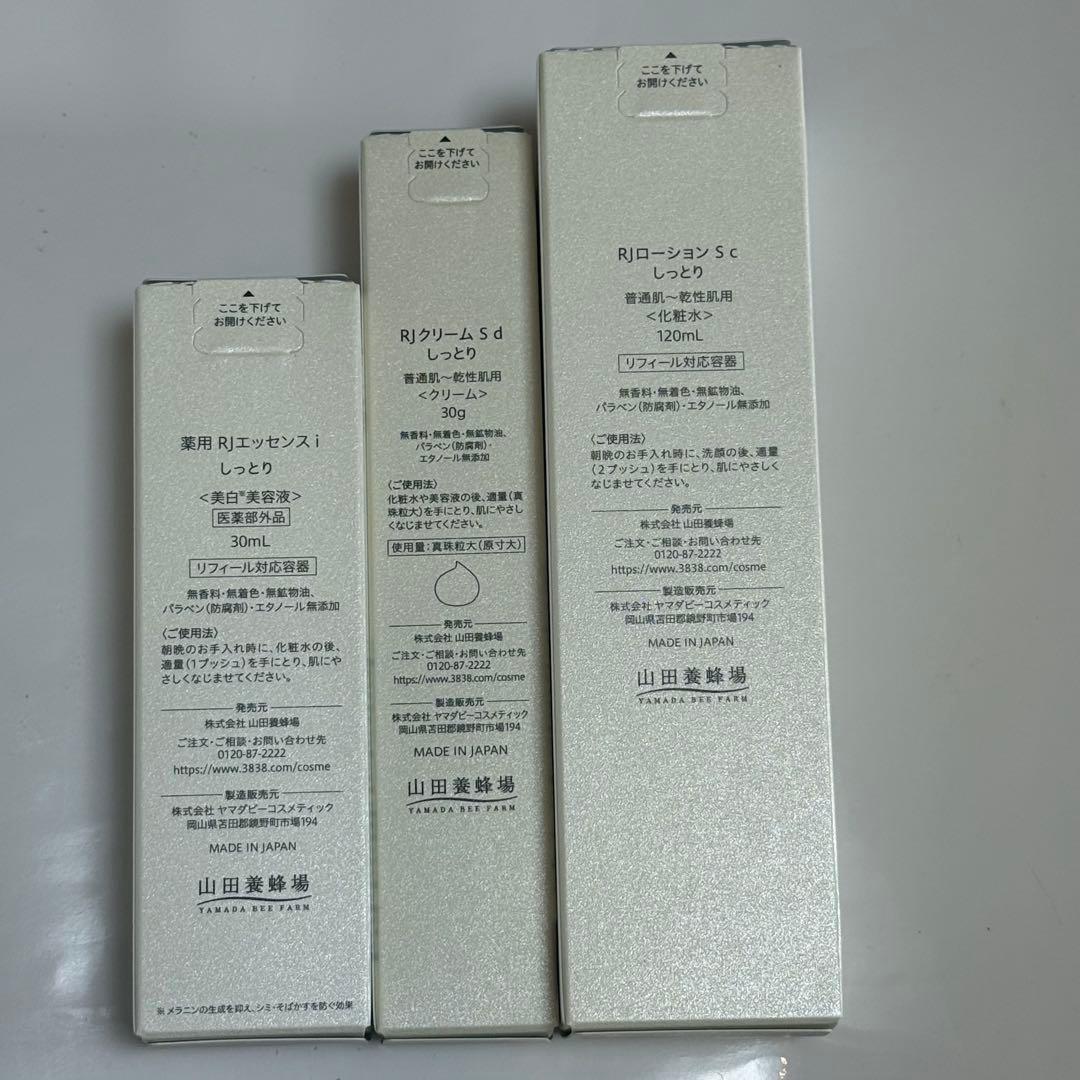 ここを下げて
お開けください
薬用 RJエッセンス i
しっとり
＜美白※美容液＞
医薬部外品
30mL
リフィール対応容器
無香料・無着色・無鉱物油、
パラベン(防腐剤)・エタノール無添加
〈ご使用法〉
朝晩のお手入れ時に、化粧水の後、
適量(1プッシュ)を手にとり、肌にや
さしくなじませてください。
発売元
株式会社 山田養蜂場
ご注文・ご相談・お問い合わせ先
0120-87-2222
https://www.3838.com/cosme
製造販売元
株式会社 ヤマダビーコスメティック
岡山県苫田郡鏡野町市場194
MADE IN JAPAN
山田養蜂場
YAMADA BEE FARM
※メラニンの生成を抑え、シミ・そばかすを防ぐ効果
ここを下げて
お開けください
RJクリーム S d
しっとり
普通肌～乾性肌用
＜クリーム＞
30g
無香料・無着色・無鉱物油、
パラベン(防腐剤)・
エタノール無添加
〈ご使用法〉
化粧水や美容液の後、適量(真
珠粒大)を手にとり、肌にやさし
くなじませてください。
使用量：真珠粒大(原寸大)
発売元
株式会社 山田養蜂場
ご注文・ご相談・お問い合わせ先
0120-87-2222
https://www.3838.com/cosme
製造販売元
株式会社 ヤマダビーコスメティック
岡山県苫田郡鏡野町市場194
MADE IN JAPAN
山田養蜂場
YAMADA BEE FARM
ここを下げて
お開けください
RJローション S c
しっとり
普通肌～乾性肌用
＜化粧水＞
120mL
リフィール対応容器
無香料・無着色・無鉱物油、
パラベン(防腐剤)・エタノール無添加
〈ご使用法〉
朝晩のお手入れ時に、洗顔の後、適量
(2プッシュ)を手にとり、肌にやさしく
なじませてください。
発売元
株式会社 山田養蜂場
ご注文・ご相談・お問い合わせ先
0120-87-2222
https://www.3838.com/cosme
製造販売元
株式会社 ヤマダビーコスメティック
岡山県苫田郡鏡野町市場194
MADE IN JAPAN
山田養蜂場
YAMADA BEE FARM